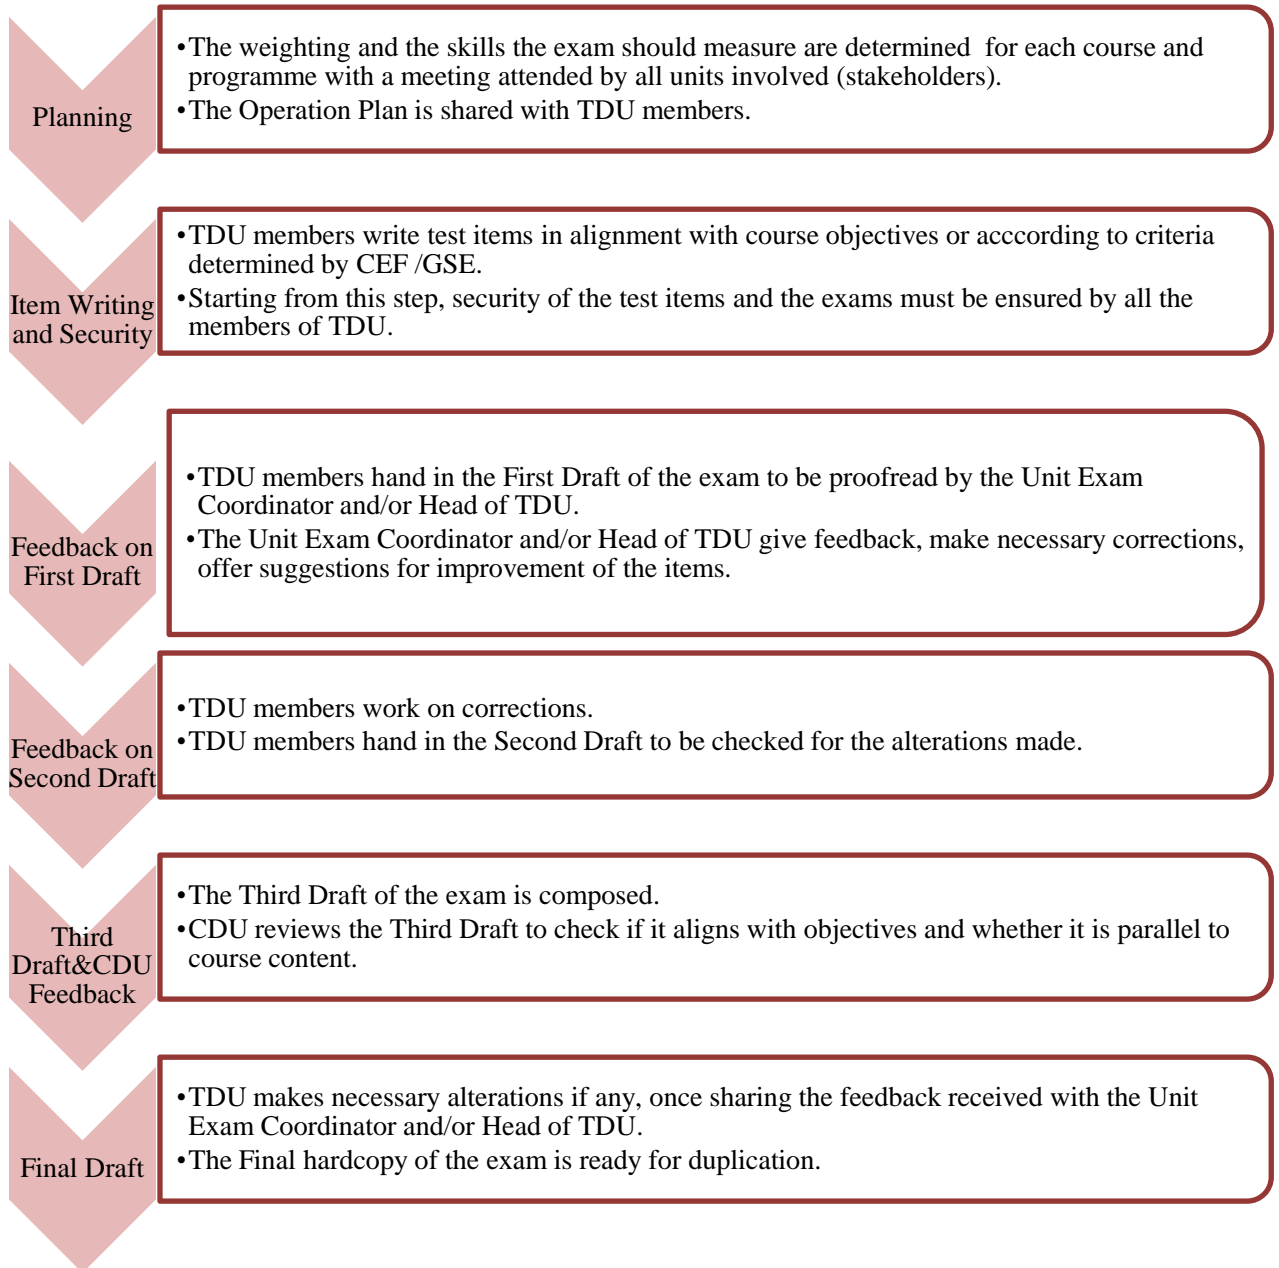 Planning
•The weighting and the skills the exam should measure are determined  for each course and
programme with a meeting attended by all units involved (stakeholders).
•The Operation Plan is shared with TDU members.
Item Writing
and Security
•TDU members write test items in alignment with course objectives or acccording to criteria
determined by CEF /GSE.
•Starting from this step, security of the test items and the exams must be ensured by all the
members of TDU.
Feedback on
First Draft
•TDU members hand in the First Draft of the exam to be proofread by the Unit Exam
Coordinator and/or Head of TDU.
•The Unit Exam Coordinator and/or Head of TDU give feedback, make necessary corrections,
offer suggestions for improvement of the items.
Feedback on
Second Draft
•TDU members work on corrections.
•TDU members hand in the Second Draft to be checked for the alterations made.
Third
Draft&CDU
Feedback
•The Third Draft of the exam is composed.
•CDU reviews the Third Draft to check if it aligns with objectives and whether it is parallel to
course content.
Final Draft
•TDU makes necessary alterations if any, once sharing the feedback received with the Unit
Exam Coordinator and/or Head of TDU.
•The Final hardcopy of the exam is ready for duplication.